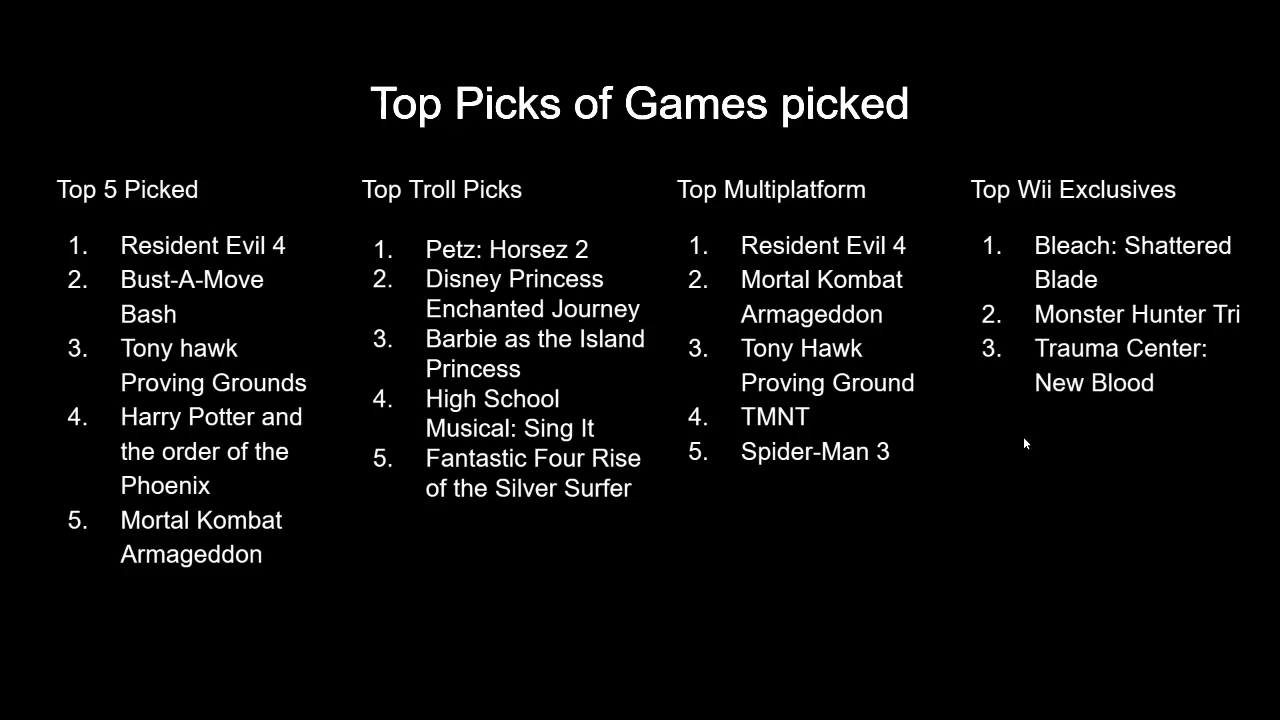 Top Picks of Games picked
Top 5 Picked
1. Resident Evil 4
2. Bust-A-Move
Bash
3. Tony hawk
Proving Grounds
4. Harry Potter and
the order of the
Phoenix
5. Mortal Kombat
Armageddon
Top Troll Picks
1. Petz: Horsez 2
2. Disney Princess
Enchanted Journey
3. Barbie as the Island
Princess
4. High School
Musical: Sing It
5. Fantastic Four Rise
of the Silver Surfer
Top Multiplatform
1. Resident Evil 4
2. Mortal Kombat
Armageddon
3. Tony Hawk
Proving Ground
4. TMNT
5. Spider-Man 3
Top Wii Exclusives
1. Bleach: Shattered
Blade
2. Monster Hunter Tri
3. Trauma Center:
New Blood